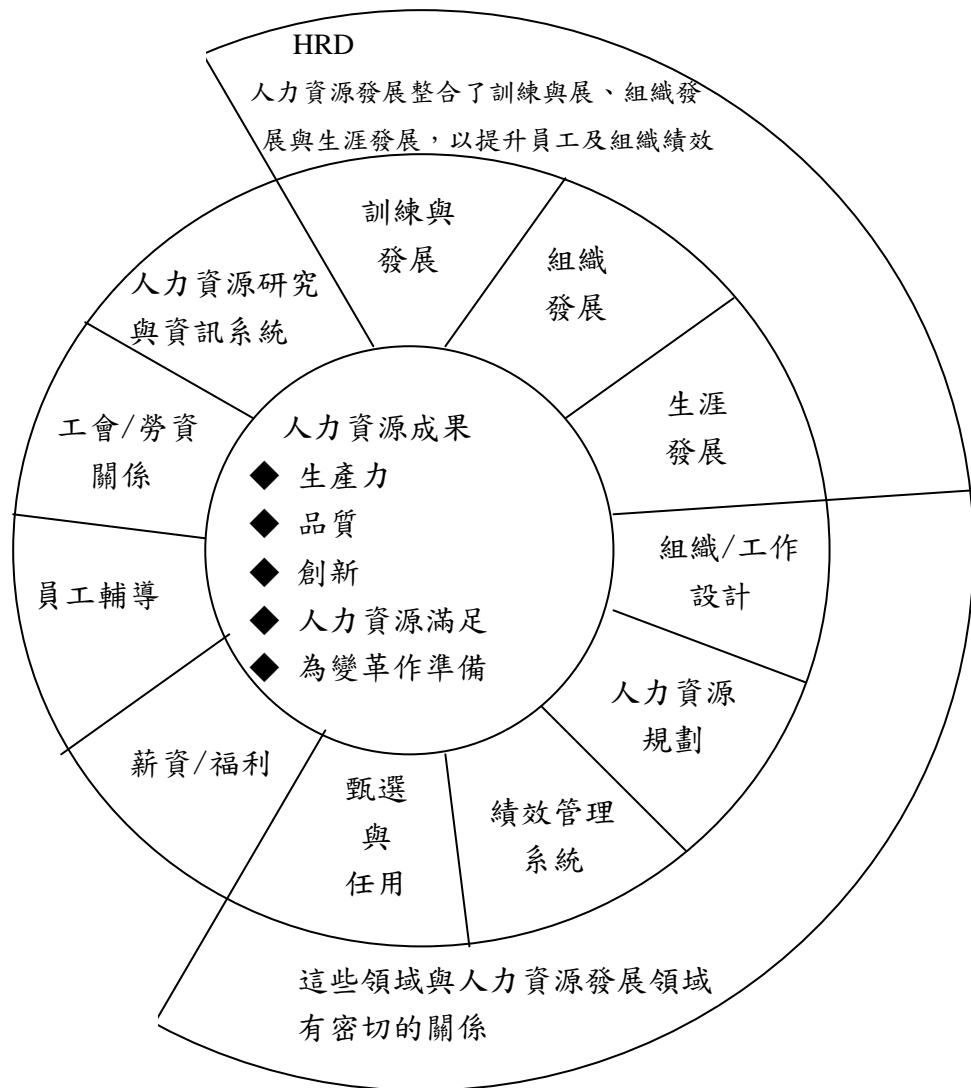 HRD
人力資源發展整合了訓練與展、組織發
展與生涯發展，以提升員工及組織績效
訓練與
發展
組織
發展
生涯
發展
組織/工作
設計
人力資源
規劃
績效管理
系統
甄選
與
任用
薪資/福利
員工輔導
工會/勞資
關係
人力資源研究
與資訊系統
人力資源成果
◆ 生產力
◆ 品質
◆ 創新
◆ 人力資源滿足
◆ 為變革作準備
這些領域與人力資源發展領域
有密切的關係